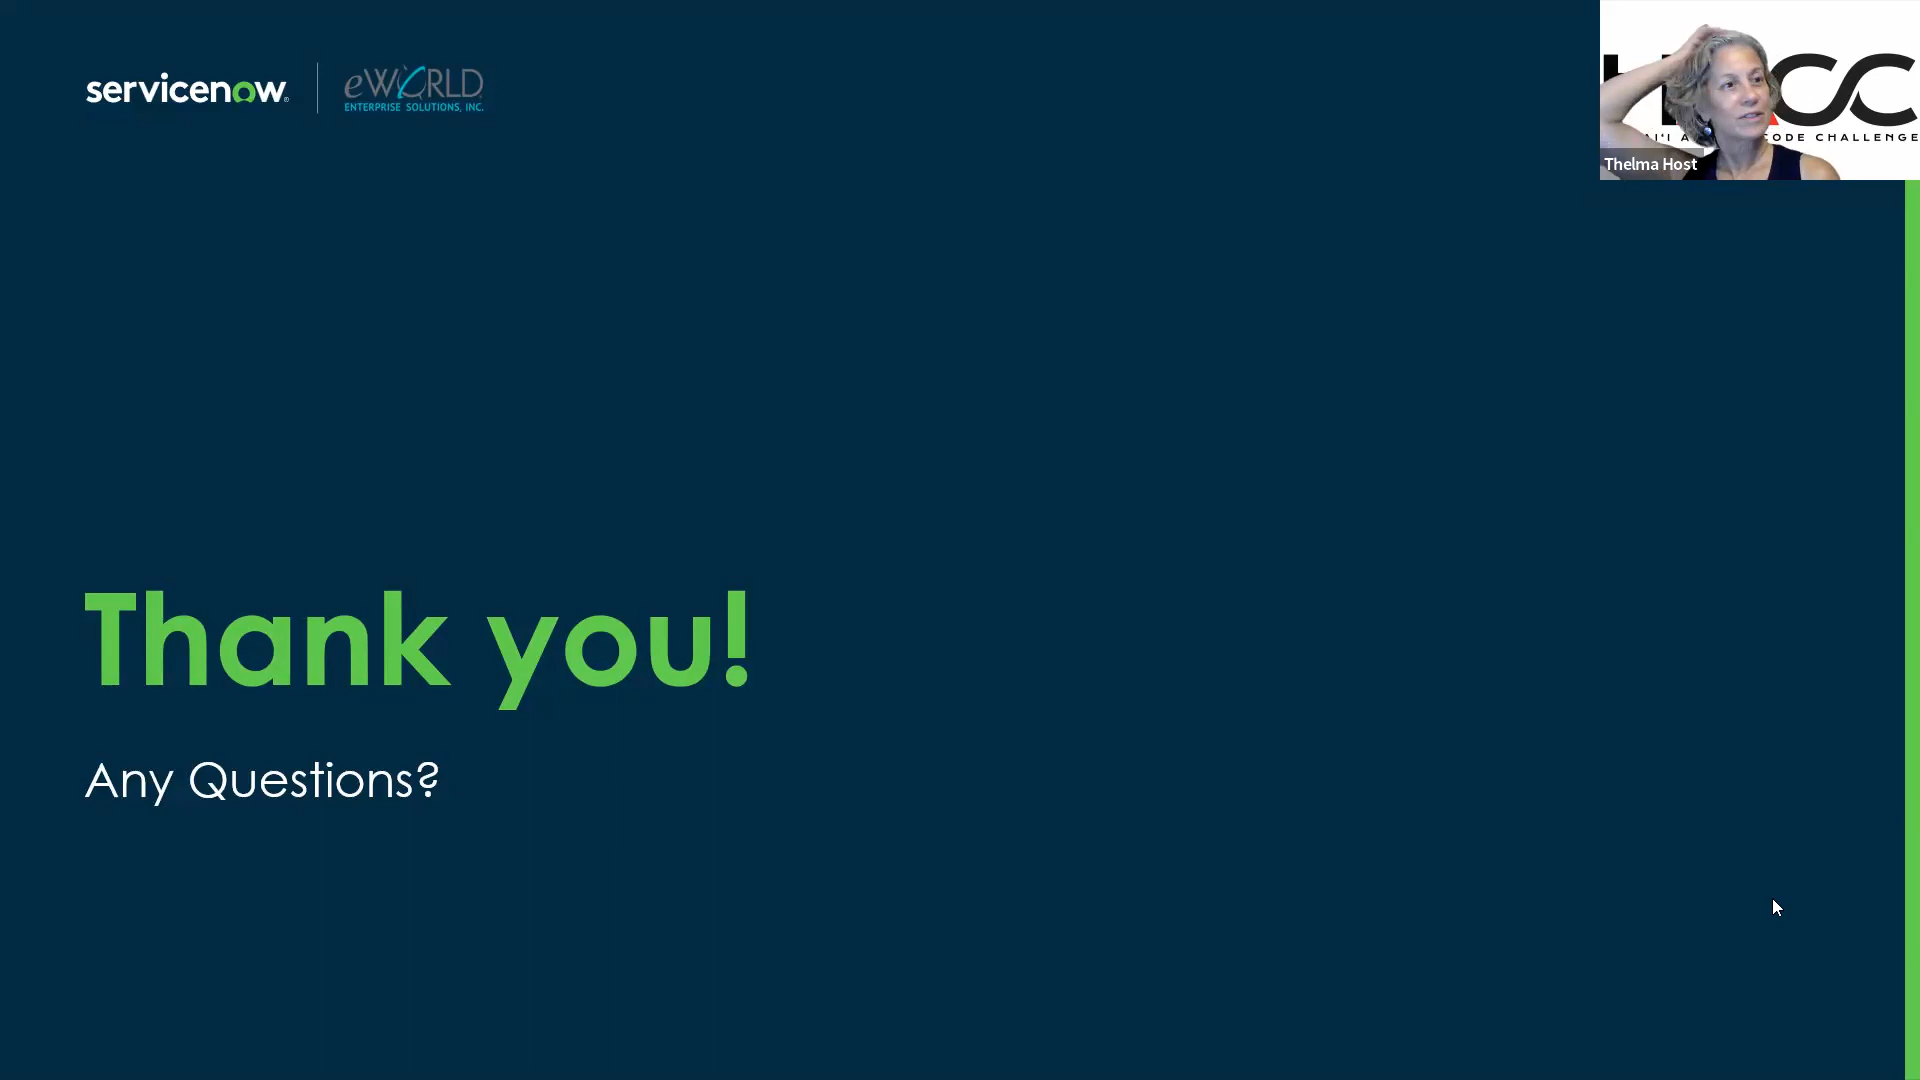 servicenow
eWORLD
ENTERPRISE SOLUTIONS, INC.
CODE CHALLENGE
Thelma Host
Thank you!
Any Questions?